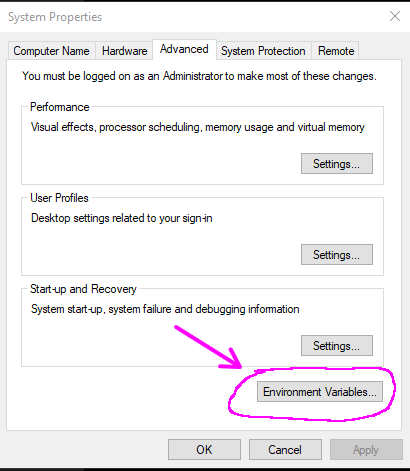 System Properties
Computer Name Hardware Advanced System Protection Remote
You must be logged on as an Administrator to make most of these changes.
Performance
Visual effects, processor scheduling, memory usage and virtual memory
Settings...
User Profiles
Desktop settings related to your sign-in
Settings...
Start-up and Recovery
System start-up, system failure and debugging information
Settings...
Environment Variables...
OK Cancel Apply